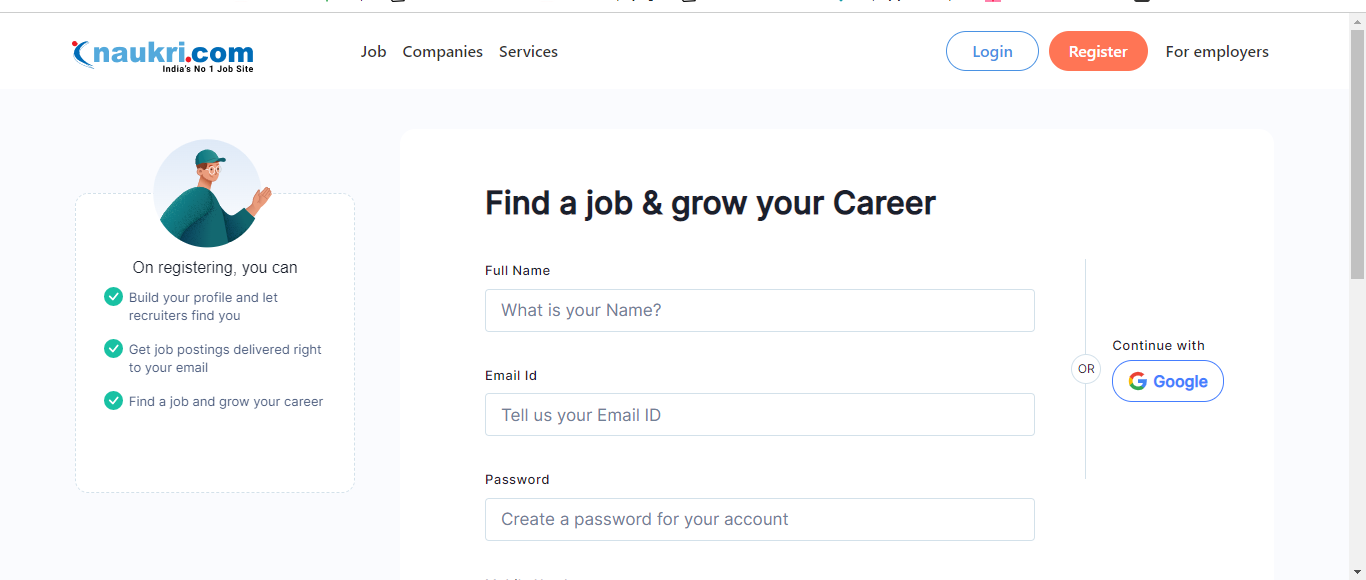 naukri.com
India's No 1 Job Site
Job Companies Services
Login Register For employers
On registering, you can
Build your profile and let
recruiters find you
Get job postings delivered right
to your email
Find a job and grow your career
Find a job & grow your Career
Full Name
What is your Name?
Email Id
Tell us your Email ID
Password
Create a password for your account
OR
Continue with
Google